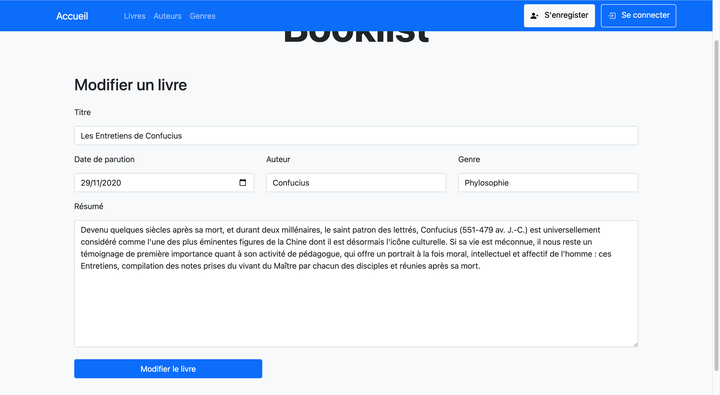 Accueil Livres Auteurs Genres S'enregister Se connecter
Booklist
Modifier un livre
Titre
Les Entretiens de Confucius
Date de parution Auteur Genre
29/11/2020 Confucius Phylosophie
Résumé
Devenu quelques siècles après sa mort, et durant deux millénaires, le saint patron des lettrés, Confucius (551-479 av. J.-C.) est universellement
considéré comme l'une des plus éminentes figures de la Chine dont il est désormais l'icône culturelle. Si sa vie est méconnue, il nous reste un
témoignage de première importance quant à son activité de pédagogue, qui offre un portrait à la fois moral, intellectuel et affectif de l'homme : ces
Entretiens, compilation des notes prises du vivant du Maître par chacun des disciples et réunies après sa mort.
Modifier le livre